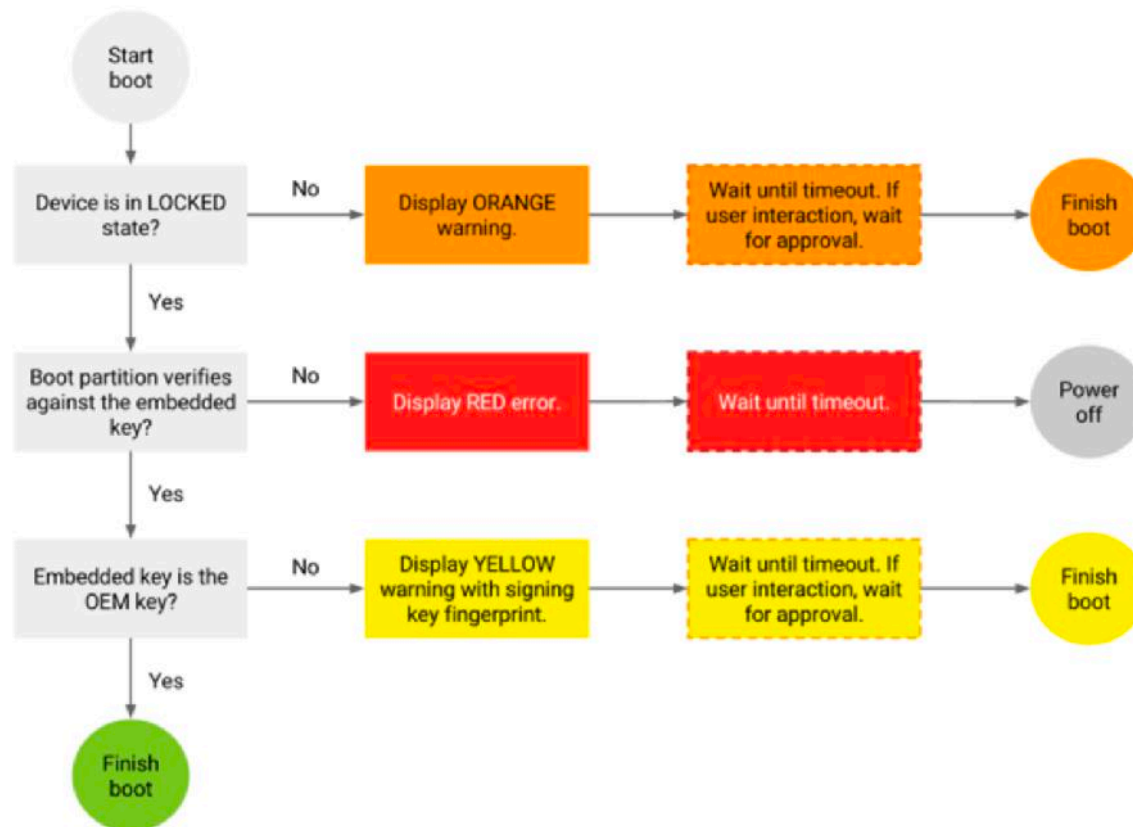 Start
boot
Device is in LOCKED
state?
No
Display ORANGE
warning.
Wait until timeout. If
user interaction, wait
for approval.
Finish
boot
Yes
Boot partition verifies
against the embedded
key?
No
Display RED error.
Wait until timeout.
Power
off
Yes
Embedded key is the
OEM key?
No
Display YELLOW
warning with signing
key fingerprint.
Wait until timeout. If
user interaction, wait
for approval.
Finish
boot
Yes
Finish
boot